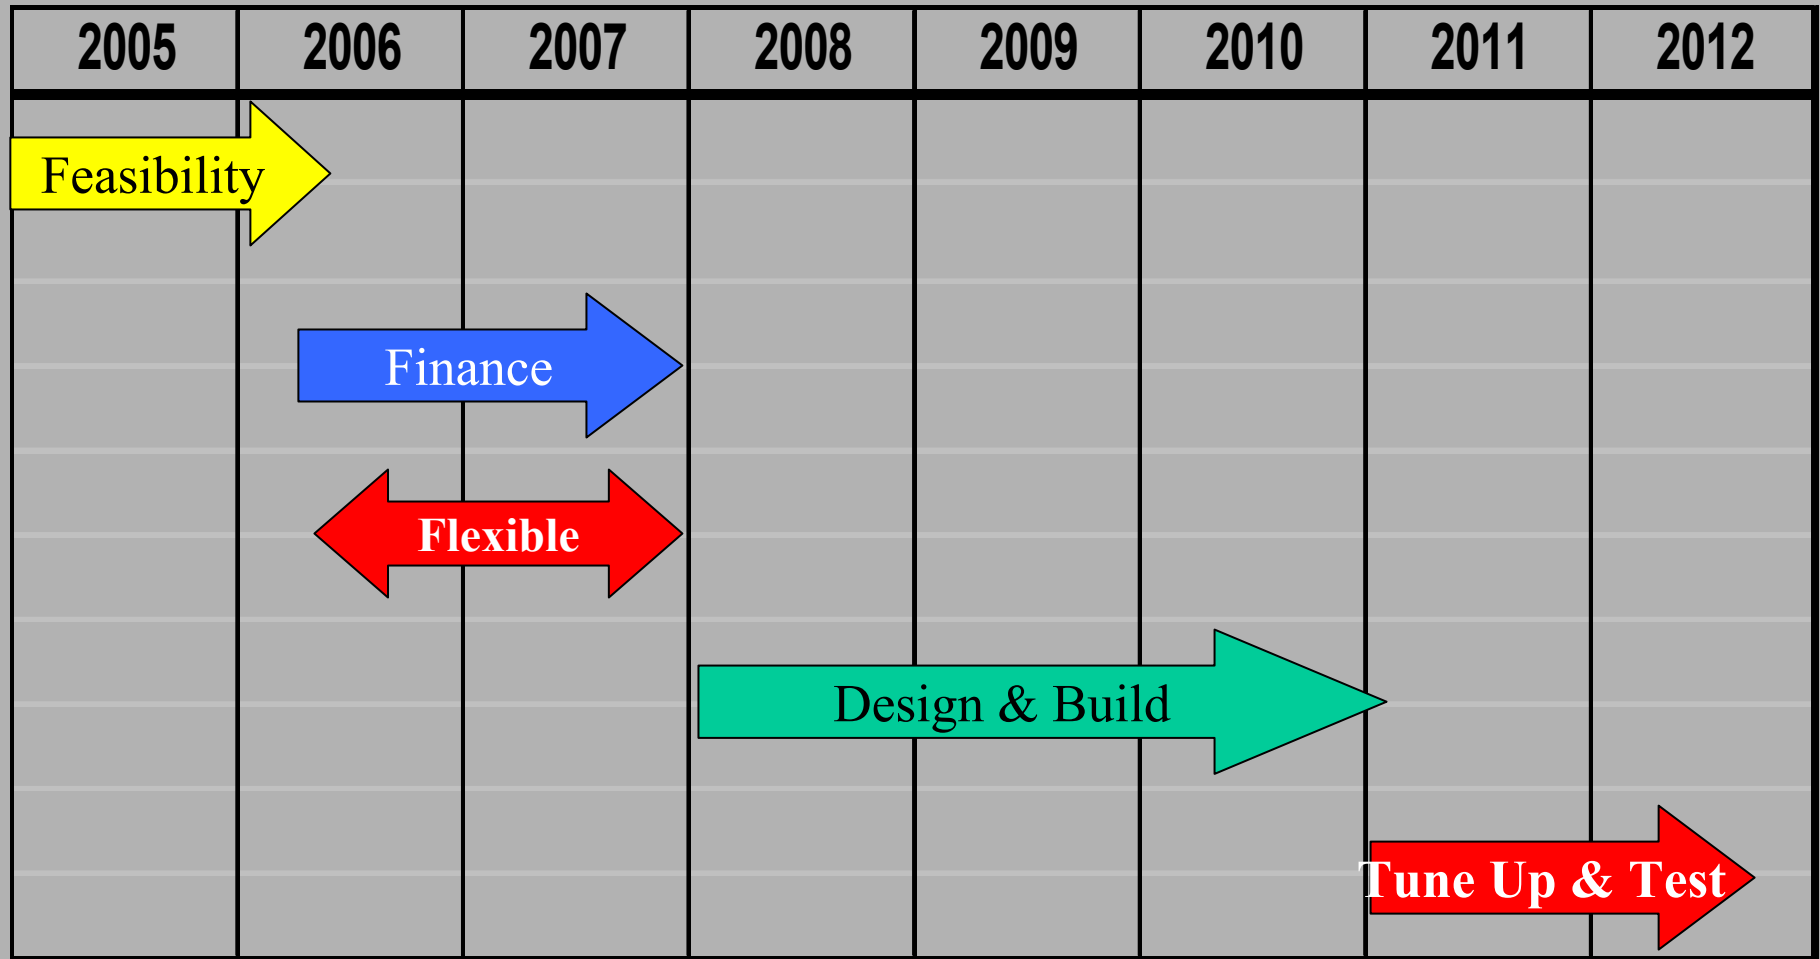 2005 2006 2007 2008 2009 2010 2011 2012
Feasibility
Finance
Flexible
Design & Build
Tune Up & Test